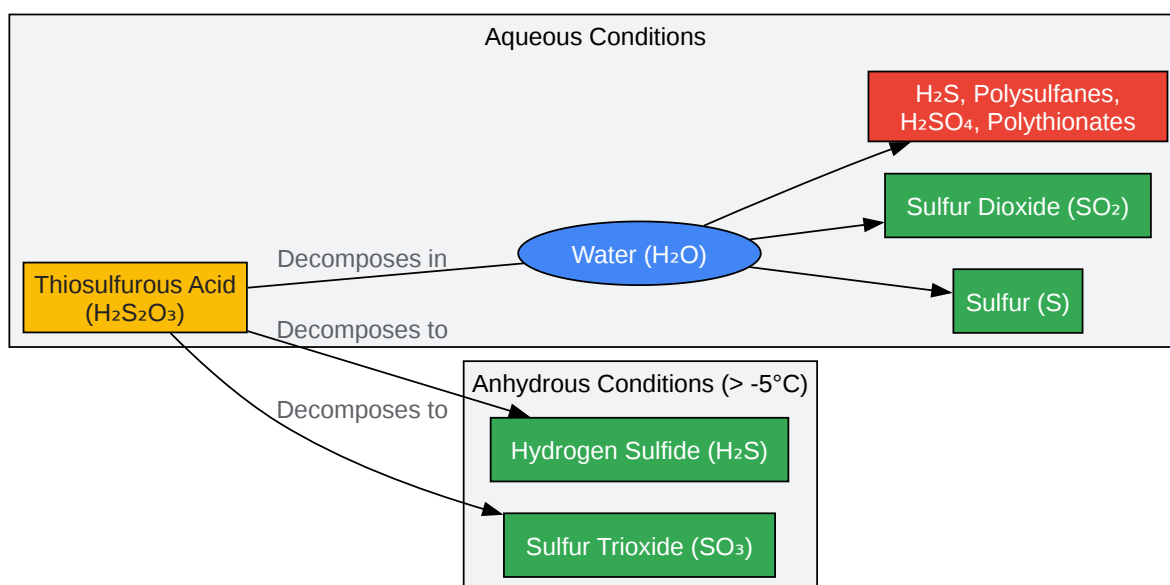 Aqueous Conditions
H₂S, Polysulfanes,
H₂SO₄, Polythionates
Sulfur Dioxide (SO₂)
Decomposes in
Water (H₂O)
Thiosulfurous Acid
(H₂S₂O₃)
Sulfur (S)
Decomposes to
Anhydrous Conditions (> -5°C)
Decomposes to
Hydrogen Sulfide (H₂S)
Sulfur Trioxide (SO₃)